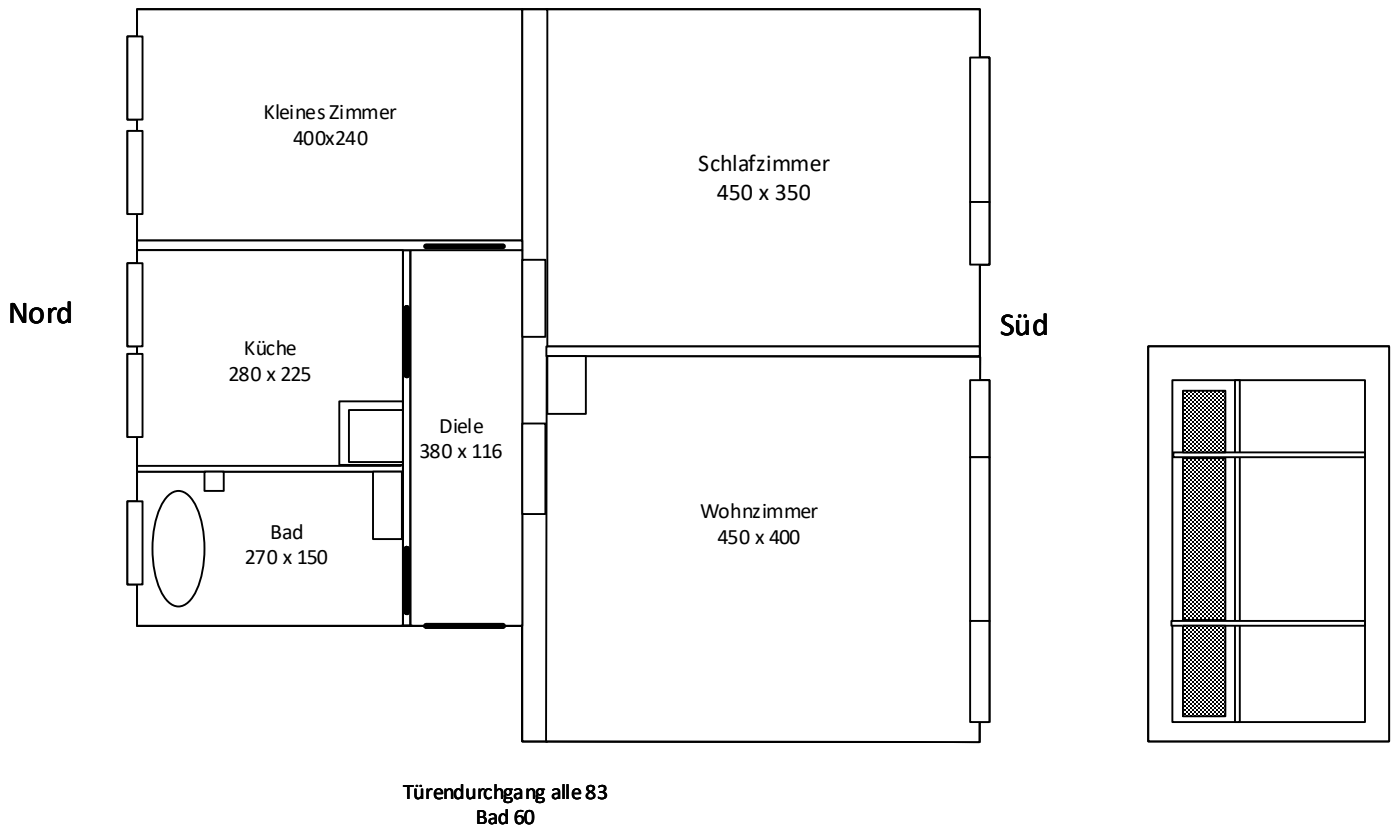 Kleines Zimmer
400x240
Schlafzimmer
450 x 350
Nord
Süd
Küche
280 x 225
Diele
380 x 116
Bad
270 x 150
Wohnzimmer
450 x 400
Türendurchgang alle 83
Bad 60